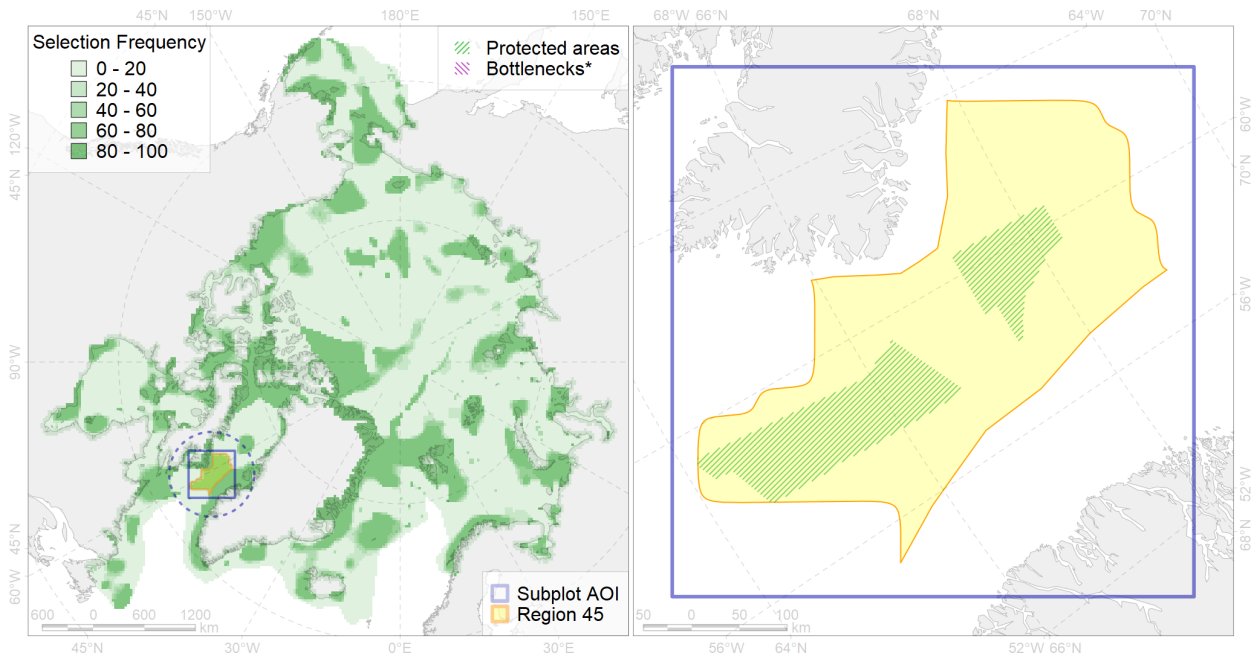 45°N 150°W 180°E 150°E 68°W 66°N 68°N 64°W 70°N
Selection Frequency
0 - 20
20 - 40
40 - 60
60 - 80
80 - 100
Protected areas
Bottlenecks*
120°W
45°N
90°W
45°N
60°W
60°W
70°N
56°W
52°W
68°N
Subplot AOI
Region 45
600 0 600 1200
km
50 0 50 100
km
45°N 30°W 0°E 30°E 56°W 64°N 52°W 66°N